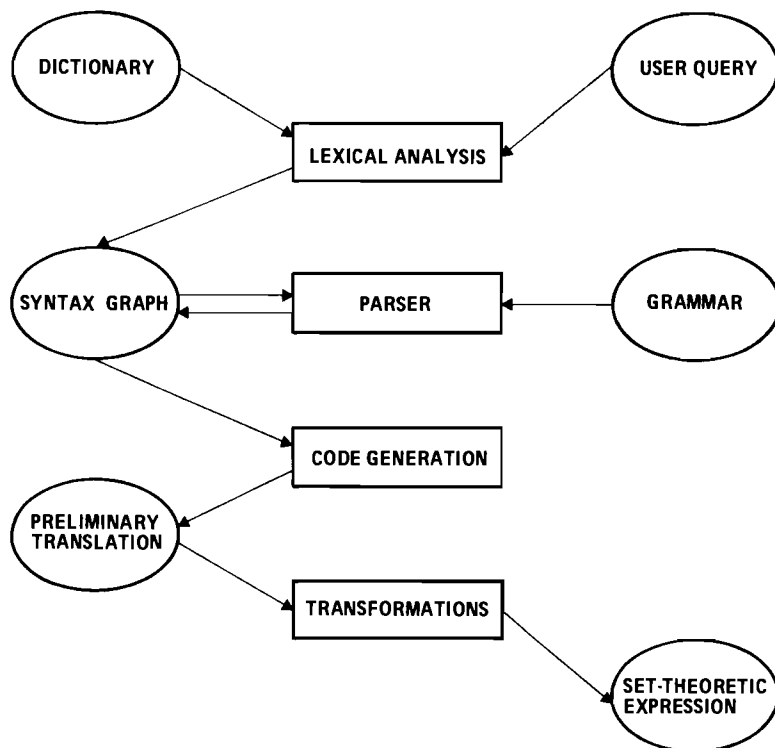 DICTIONARY
USER QUERY
LEXICAL ANALYSIS
SYNTAX GRAPH
PARSER
GRAMMAR
CODE GENERATION
PRELIMINARY
TRANSLATION
TRANSFORMATIONS
SET-THEORETIC
EXPRESSION